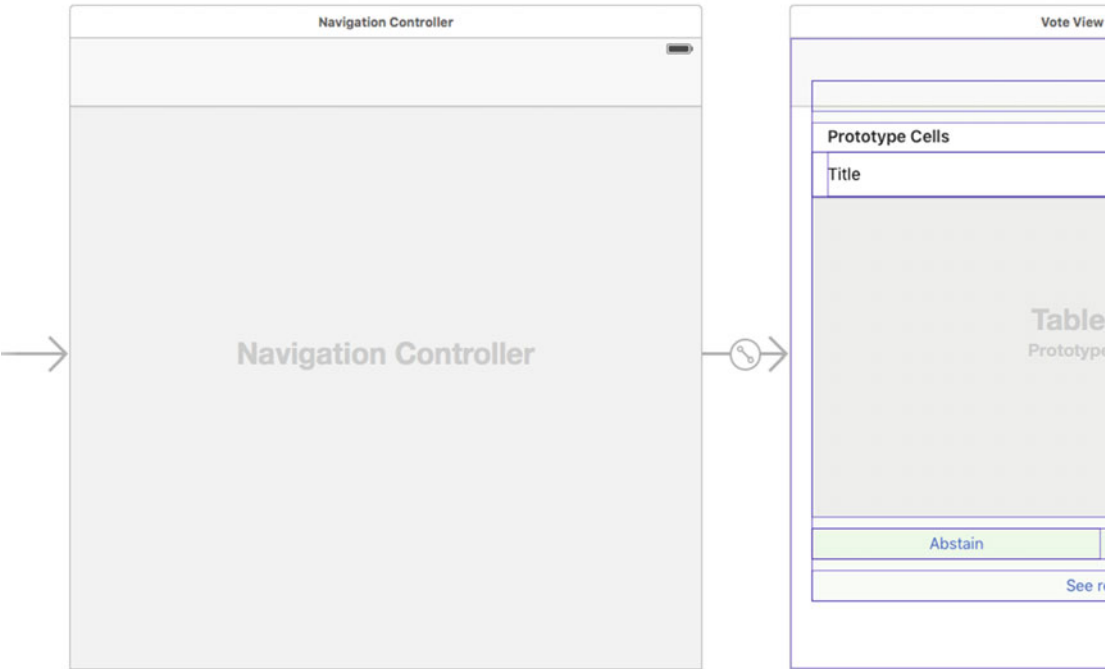 Navigation Controller
Vote View
Prototype Cells
Title
Navigation Controller
Table
Prototype
Abstain
See